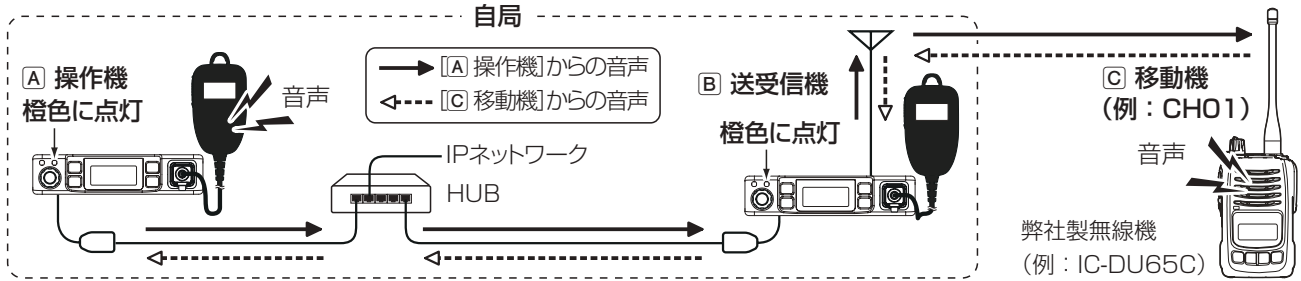 自局
[A 操作機]からの音声
[C 移動機]からの音声
A 操作機
橙色に点灯
音声
IPネットワーク
HUB
B 送受信機
橙色に点灯
C 移動機
(例:CH01)
音声
弊社製無線機
(例:IC-DU65C)